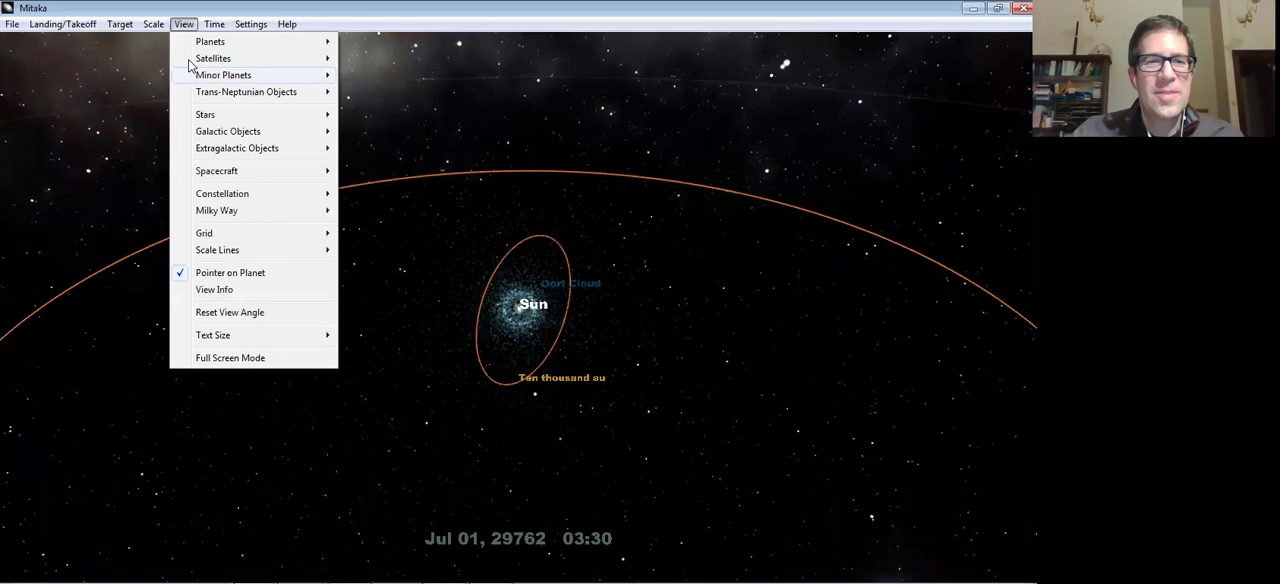 Mitaka
File Landing/Takeoff Target Scale View Time Settings Help
Planets
Satellites
Minor Planets
Trans-Neptunian Objects
Stars
Galactic Objects
Extragalactic Objects
Spacecraft
Constellation
Milky Way
Grid
Scale Lines
Pointer on Planet
View Info
Reset View Angle
Text Size
Full Screen Mode
Oort Cloud
Sun
Ten thousand au
Jul 01, 29762 03:30